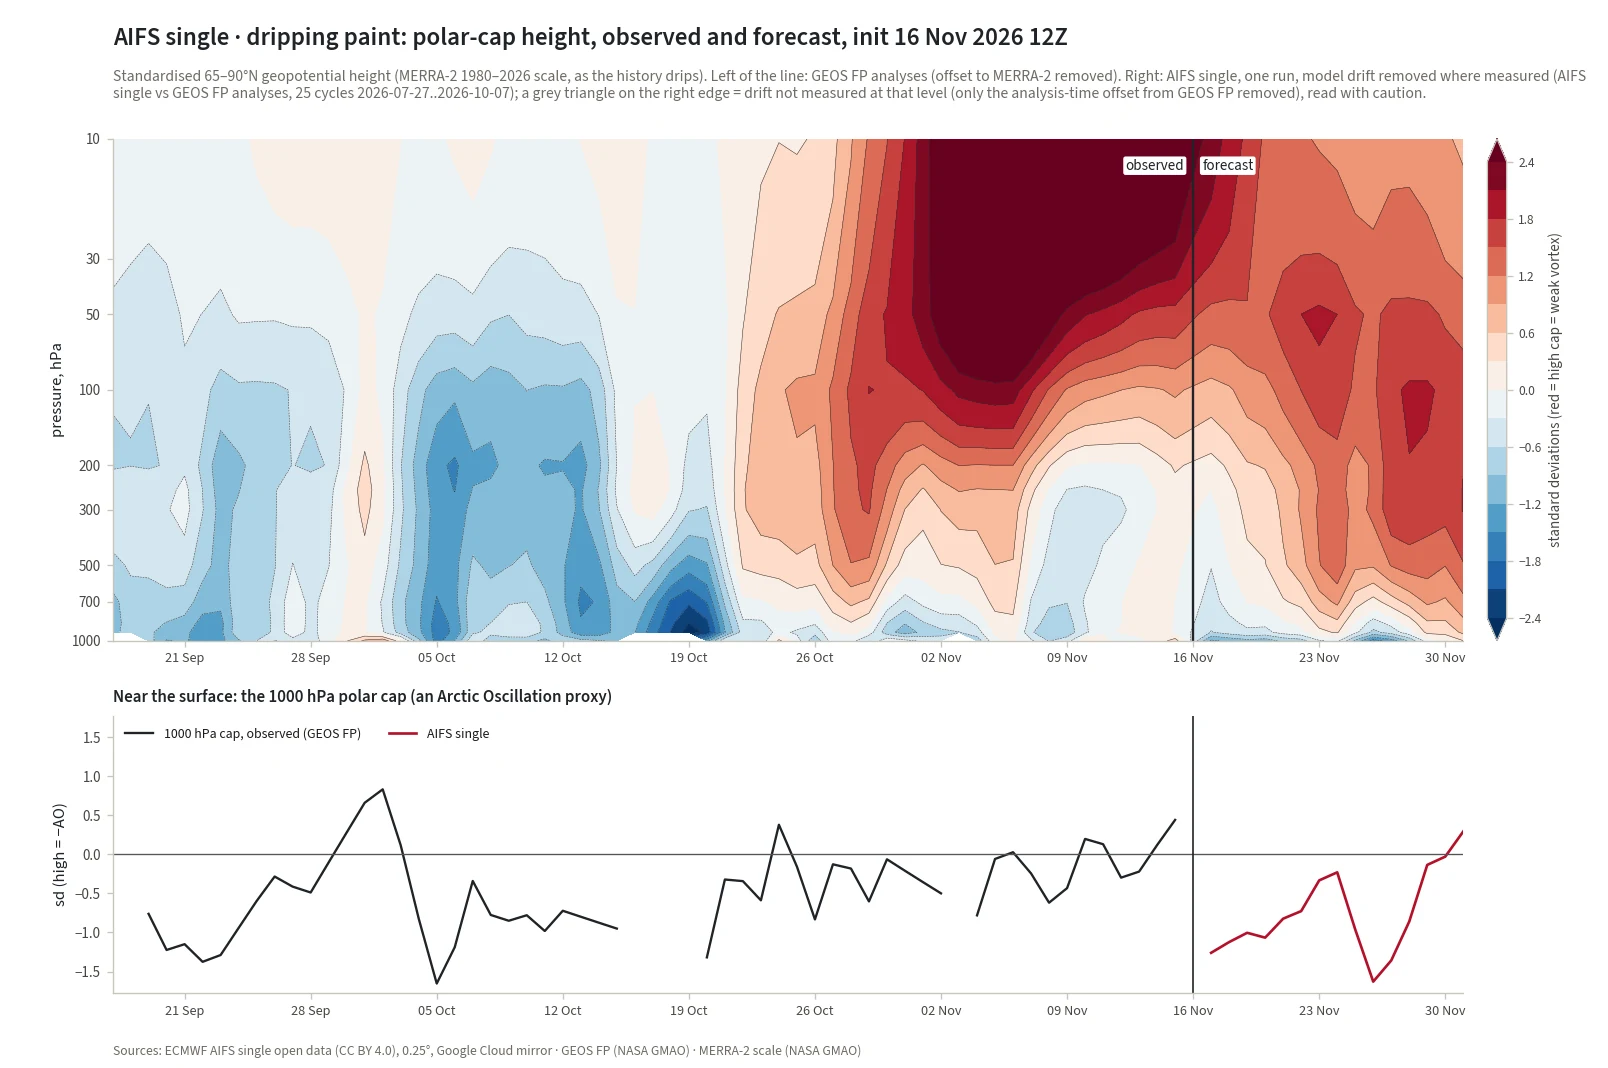 AIFS single · dripping paint: polar-cap height, observed and forecast, init 16 Nov 2026 12Z
Standardised 65–90°N geopotential height (MERRA-2 1980–2026 scale, as the history drips). Left of the line: GEOS FP analyses (offset to MERRA-2 removed). Right: AIFS single, one run, model drift removed where measured (AIFS
single vs GEOS FP analyses, 25 cycles 2026-07-27..2026-10-07); a grey triangle on the right edge = drift not measured at that level (only the analysis-time offset from GEOS FP removed), read with caution.
pressure, hPa
10
30
50
100
200
300
500
700
1000
observed
forecast
21 Sep
28 Sep
05 Oct
12 Oct
19 Oct
26 Oct
02 Nov
09 Nov
16 Nov
23 Nov
30 Nov
2.4
1.8
1.2
0.6
0.0
−0.6
−1.2
−1.8
−2.4
standard deviations (red = high cap = weak vortex)
Near the surface: the 1000 hPa polar cap (an Arctic Oscillation proxy)
1000 hPa cap, observed (GEOS FP)
AIFS single
sd (high = −AO)
1.5
1.0
0.5
0.0
−0.5
−1.0
−1.5
21 Sep
28 Sep
05 Oct
12 Oct
19 Oct
26 Oct
02 Nov
09 Nov
16 Nov
23 Nov
30 Nov
Sources: ECMWF AIFS single open data (CC BY 4.0), 0.25°, Google Cloud mirror · GEOS FP (NASA GMAO) · MERRA-2 scale (NASA GMAO)